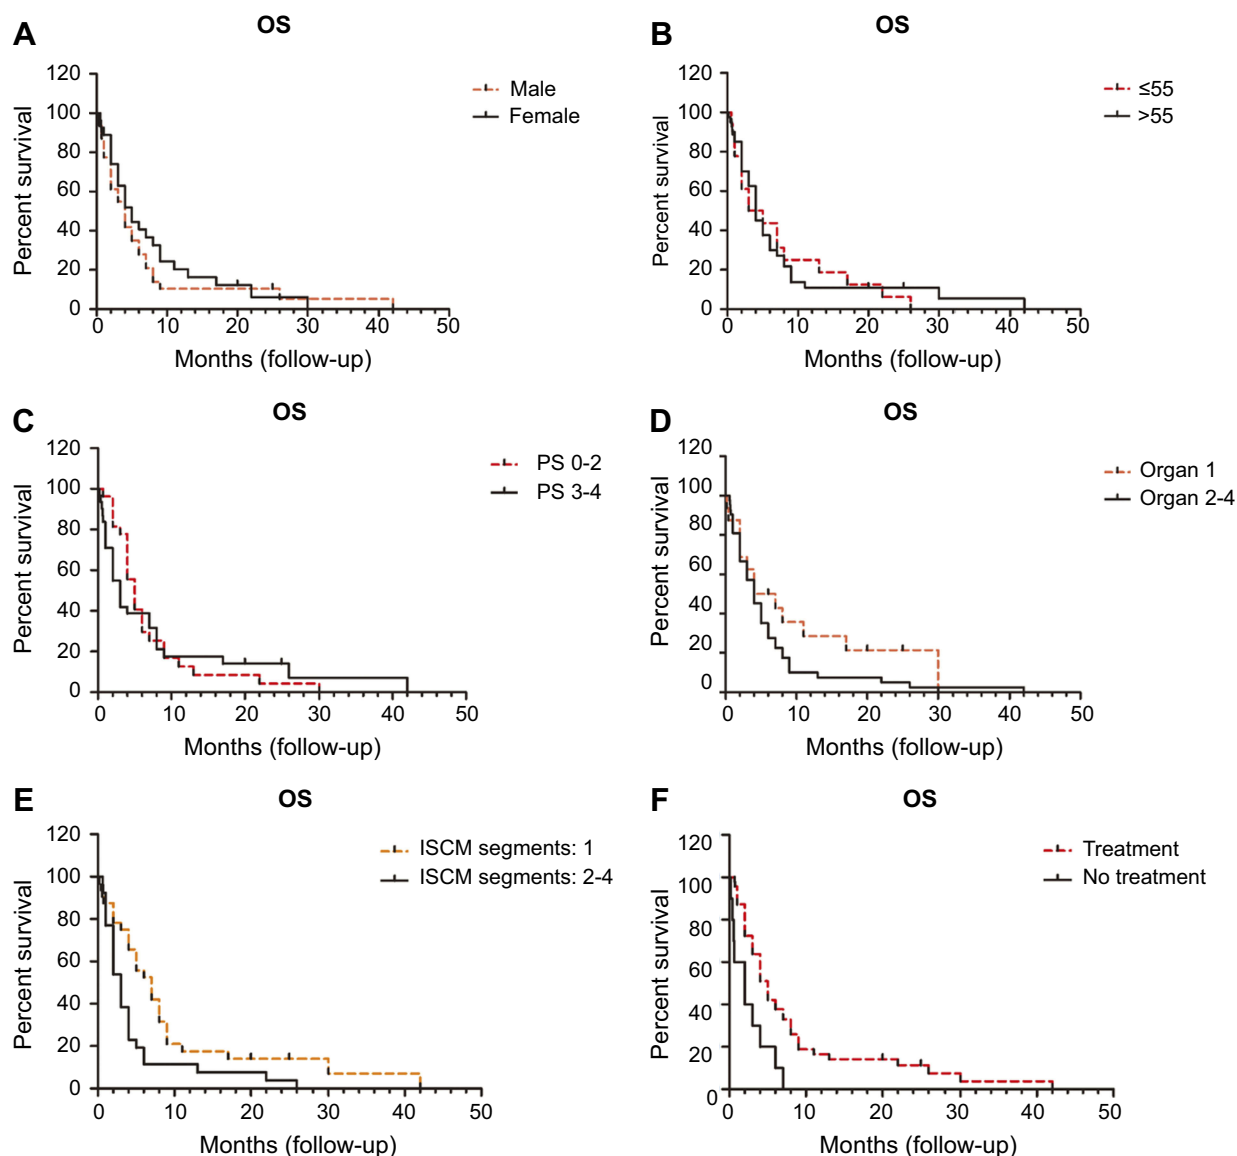 A
OS
Percent survival
120
100
80
60
40
20
0
0 10 20 30 40 50
Months (follow-up)
Male
Female
B
OS
Percent survival
120
100
80
60
40
20
0
0 10 20 30 40 50
Months (follow-up)
≤55
>55
C
OS
Percent survival
120
100
80
60
40
20
0
0 10 20 30 40 50
Months (follow-up)
PS 0-2
PS 3-4
D
OS
Percent survival
120
100
80
60
40
20
0
0 10 20 30 40 50
Months (follow-up)
Organ 1
Organ 2-4
E
OS
Percent survival
120
100
80
60
40
20
0
0 10 20 30 40 50
Months (follow-up)
ISCM segments: 1
ISCM segments: 2-4
F
OS
Percent survival
120
100
80
60
40
20
0
0 10 20 30 40 50
Months (follow-up)
Treatment
No treatment